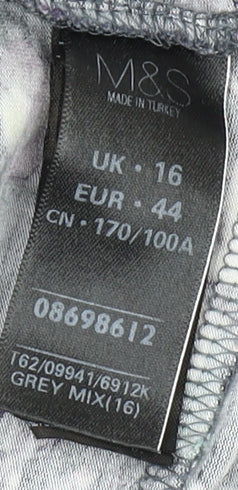 M&S
MADE IN TURKEY
UK • 16
EUR • 44
CN • 170/100A
08698612
T62/09941/6912K
GREY MIX(16)